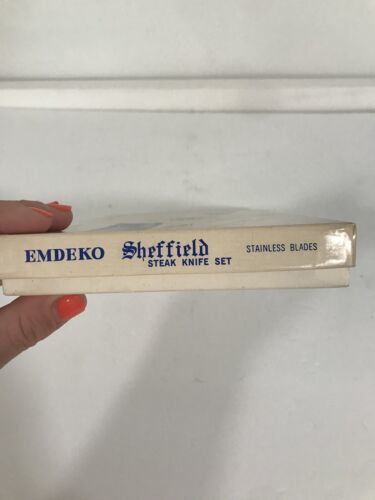 EMDEKO Sheffield STAINLESS BLADES
STEAK KNIFE SET